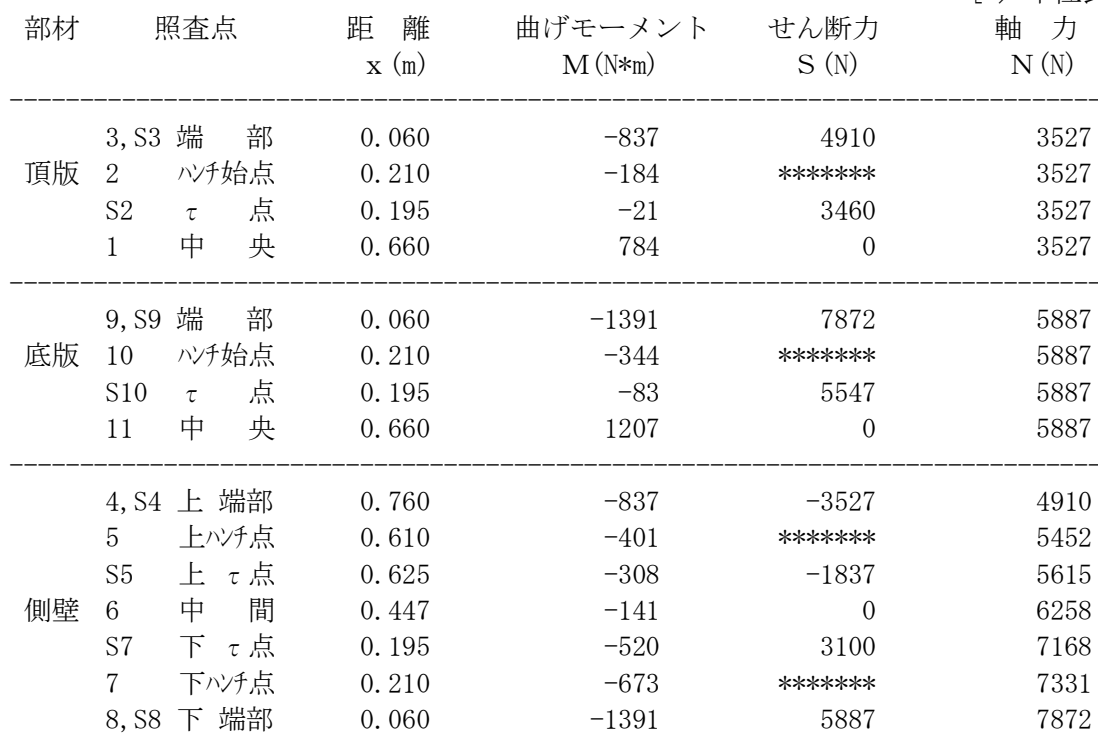 部材 照査点 距 離 曲げモーメント せん断力 軸 力
x (m) M(N*m) S (N) N (N)
3,S3 端 部 0.060 -837 4910 3527
頂版 2 ハンチ始点 0.210 -184 ******* 3527
S2 τ 点 0.195 -21 3460 3527
1 中 央 0.660 784 0 3527
9,S9 端 部 0.060 -1391 7872 5887
底版 10 ハンチ始点 0.210 -344 ******* 5887
S10 τ 点 0.195 -83 5547 5887
11 中 央 0.660 1207 0 5887
4,S4 上 端部 0.760 -837 -3527 4910
5 上ハンチ点 0.610 -401 ******* 5452
S5 上 τ点 0.625 -308 -1837 5615
側壁 6 中 間 0.447 -141 0 6258
S7 下 τ点 0.195 -520 3100 7168
7 下ハンチ点 0.210 -673 ******* 7331
8,S8 下 端部 0.060 -1391 5887 7872